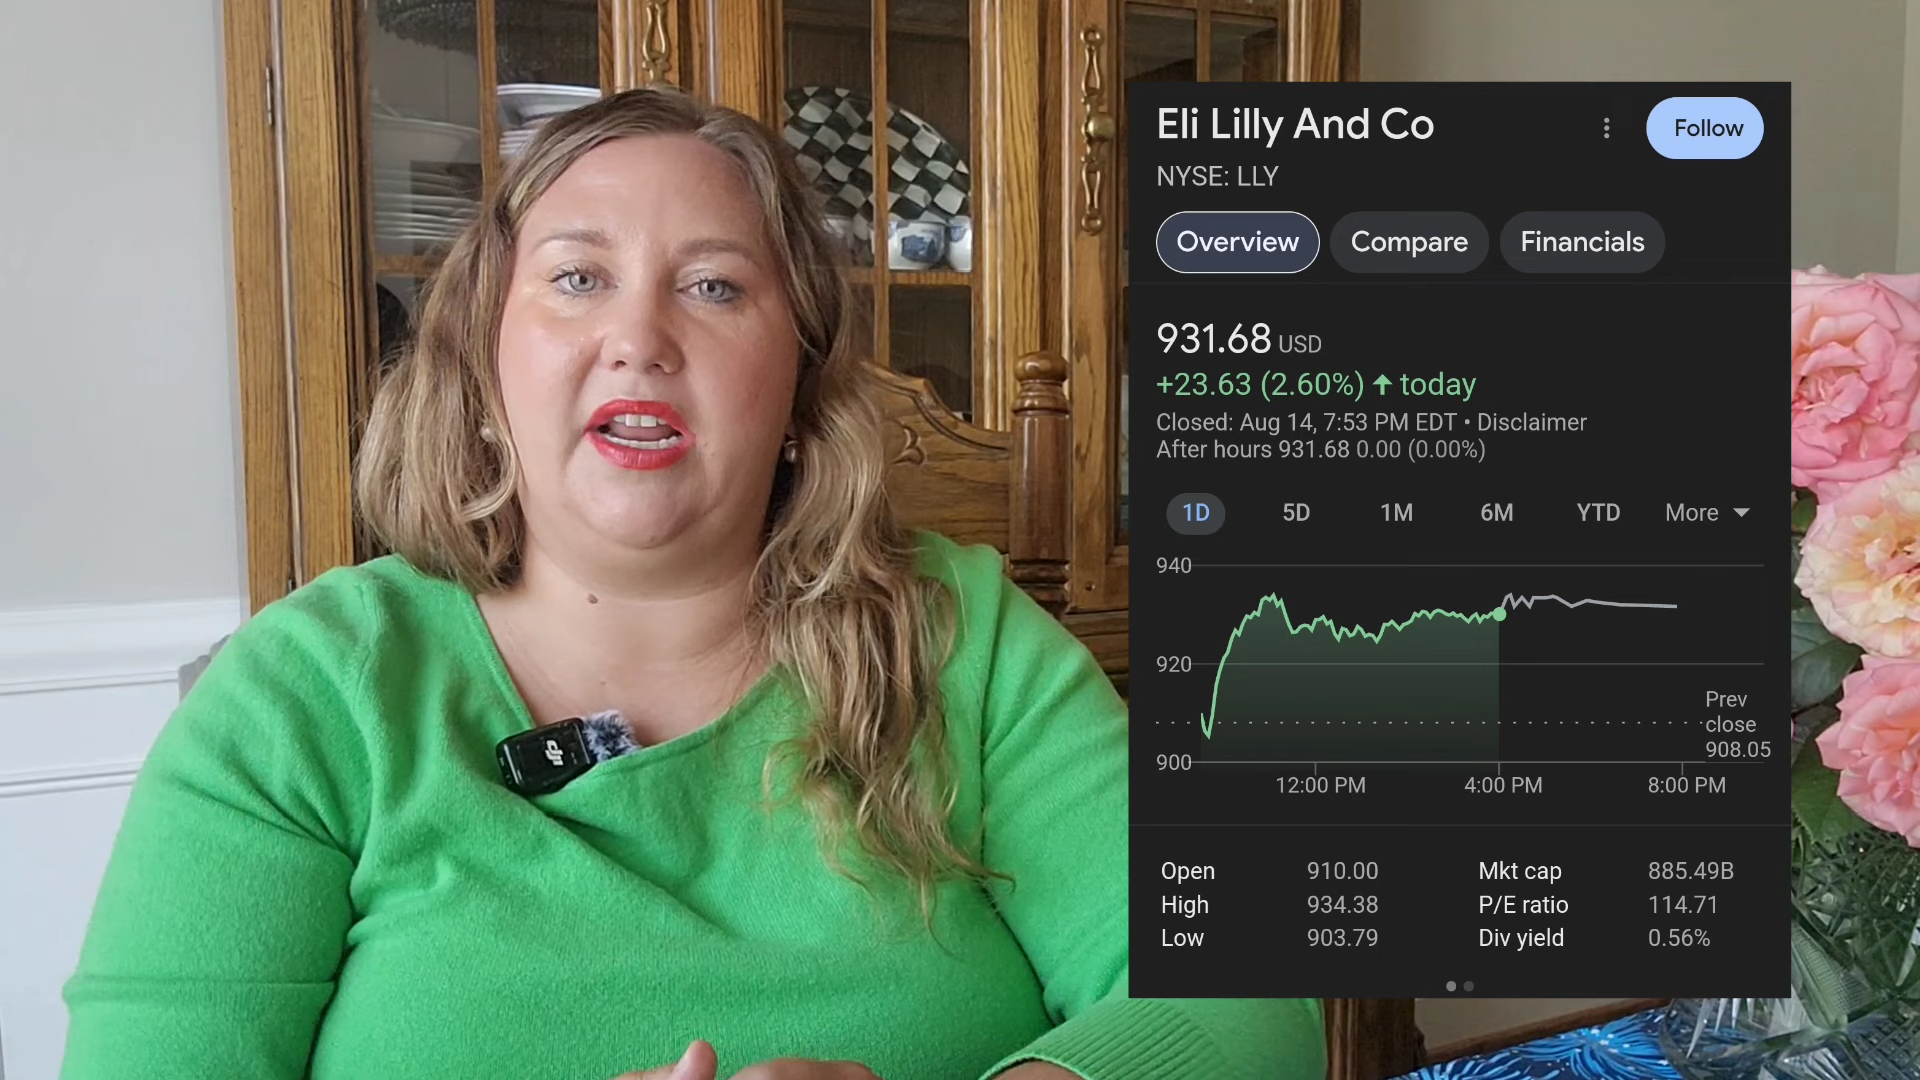 Eli Lilly And Co
Follow
NYSE: LLY
Overview Compare Financials
931.68 USD
+23.63 (2.60%) ↑ today
Closed: Aug 14, 7:53 PM EDT • Disclaimer
After hours 931.68 0.00 (0.00%)
1D 5D 1M 6M YTD More
940
920
900
Prev
close
908.05
12:00 PM 4:00 PM 8:00 PM
Open 910.00 Mkt cap 885.49B
High 934.38 P/E ratio 114.71
Low 903.79 Div yield 0.56%
dji